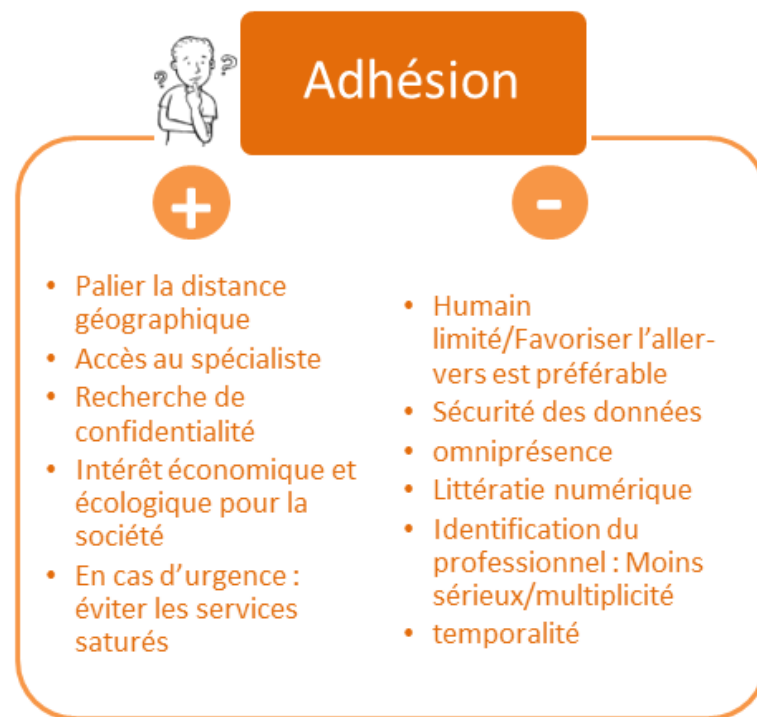 ? ?
Adhésion
+
• Palier la distance
géographique
• Accès au spécialiste
• Recherche de
confidentialité
• Intérêt économique et
écologique pour la
société
• En cas d’urgence :
éviter les services
saturés
-
• Humain
limité/Favoriser l’aller-
vers est préférable
• Sécurité des données
• omniprésence
• Littératie numérique
• Identification du
professionnel : Moins
sérieux/multiplicité
• temporalité